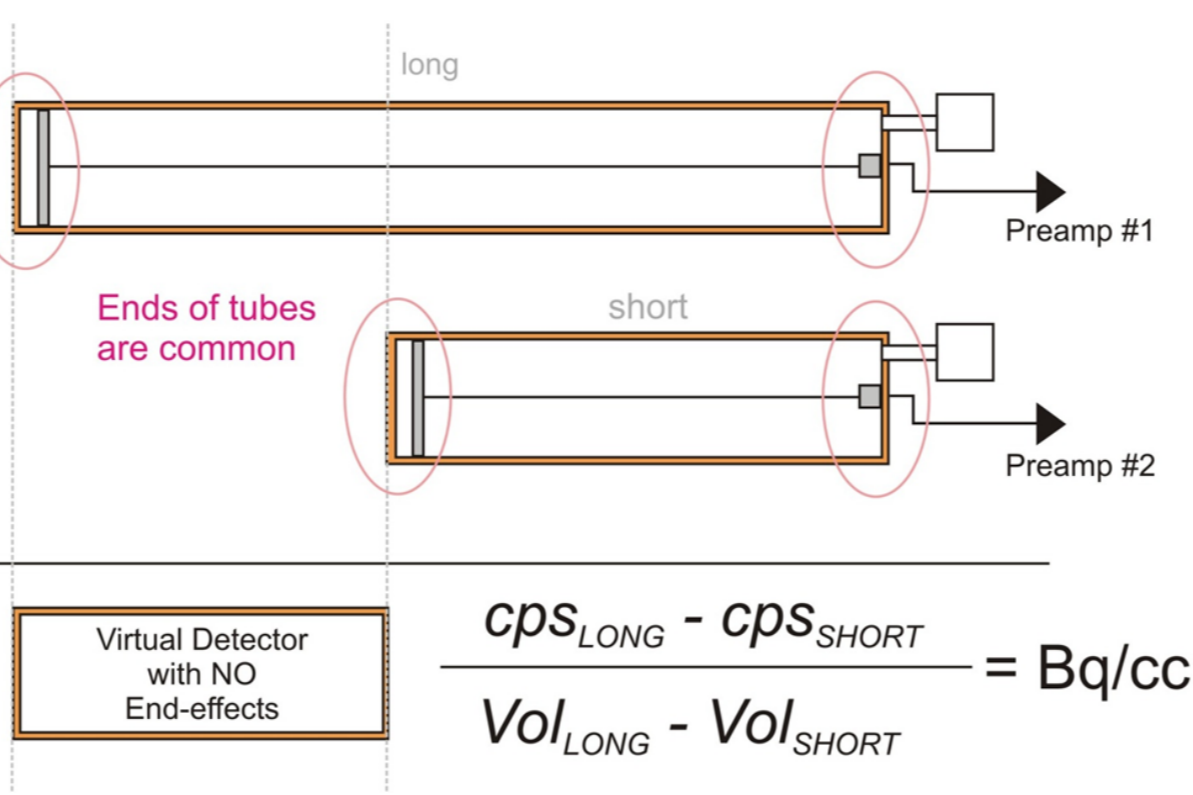 long
Preamp #1
Ends of tubes
are common
short
Preamp #2
Virtual Detector
with NO
End-effects
cpsLONG - cpsSHORT
= Bq/cc
VolLONG - VolSHORT